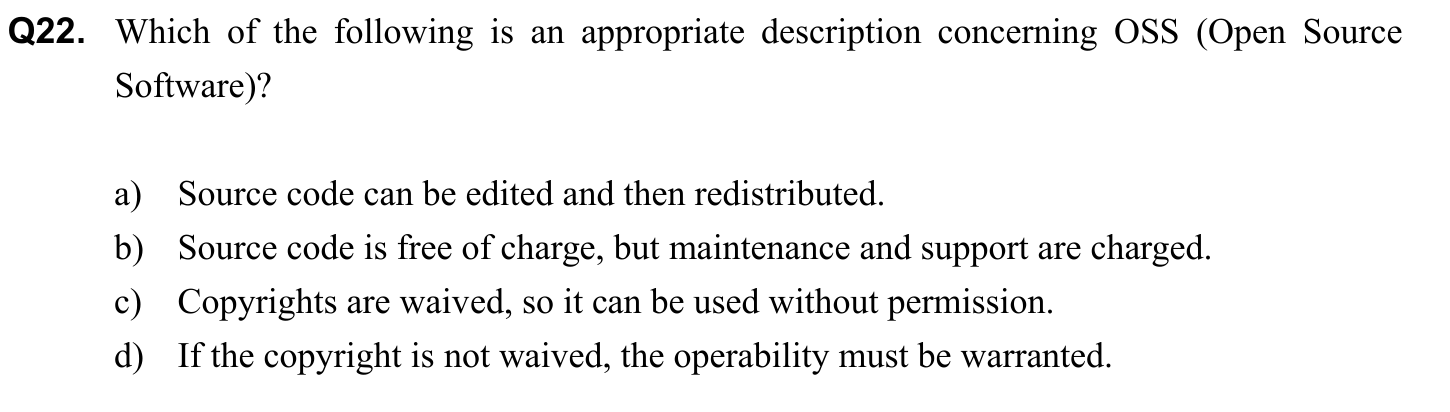 Q22. Which of the following is an appropriate description concerning OSS (Open Source
Software)?
a) Source code can be edited and then redistributed.
b) Source code is free of charge, but maintenance and support are charged.
c) Copyrights are waived, so it can be used without permission.
d) If the copyright is not waived, the operability must be warranted.